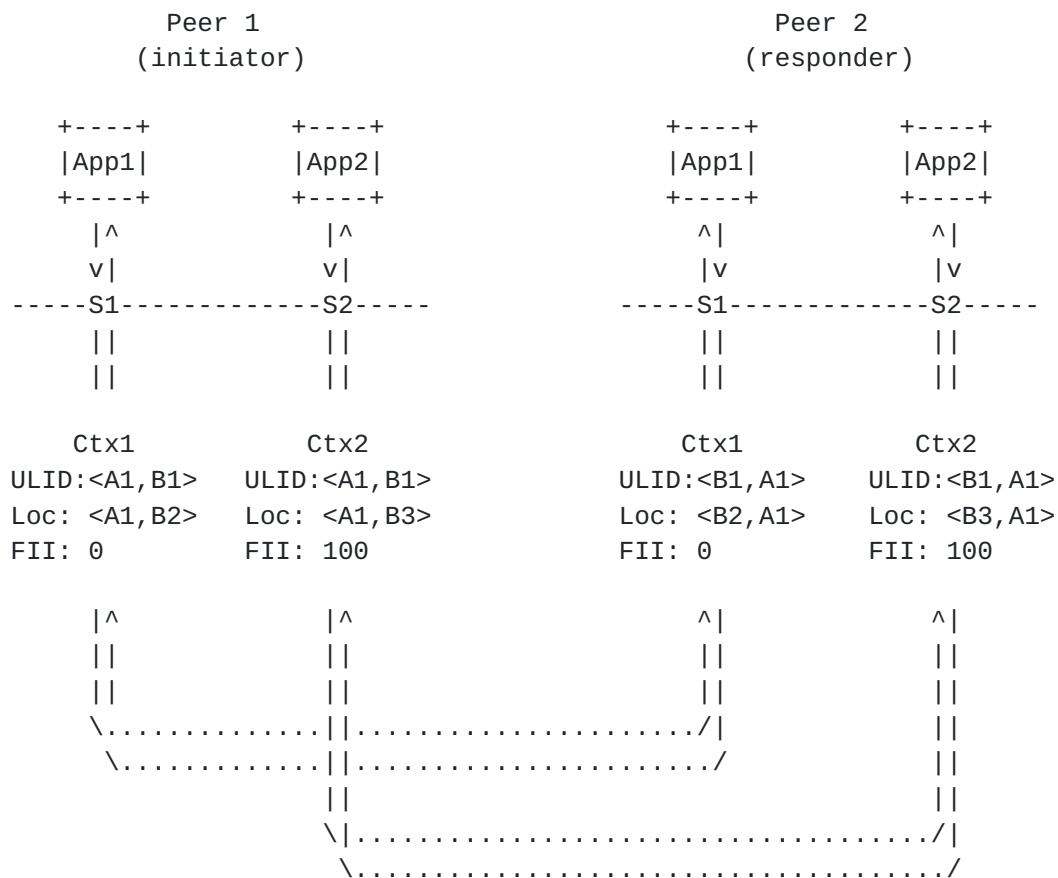 Peer 1 Peer 2
(initiator) (responder)
+----+ +----+ +----+ +----+
|App1| |App2| |App1| |App2|
+----+ +----+ +----+ +----+
|^ |^ ^| ^|
v| v| |v |v
-----S1-------------S2----- -----S1-------------S2-----
|| || || ||
|| || || ||
Ctx1 Ctx2 Ctx1 Ctx2
ULID:<A1,B1> ULID:<A1,B1> ULID:<B1,A1> ULID:<B1,A1>
Loc: <A1,B2> Loc: <A1,B3> Loc: <B2,A1> Loc: <B3,A1>
FII: 0 FII: 100 FII: 0 FII: 100
|^ |^ ^| ^|
|| || || ||
|| || || ||
\..............||....................../| ||
\.............||......................./ ||
|| ||
\|...................................../|
\......................................./